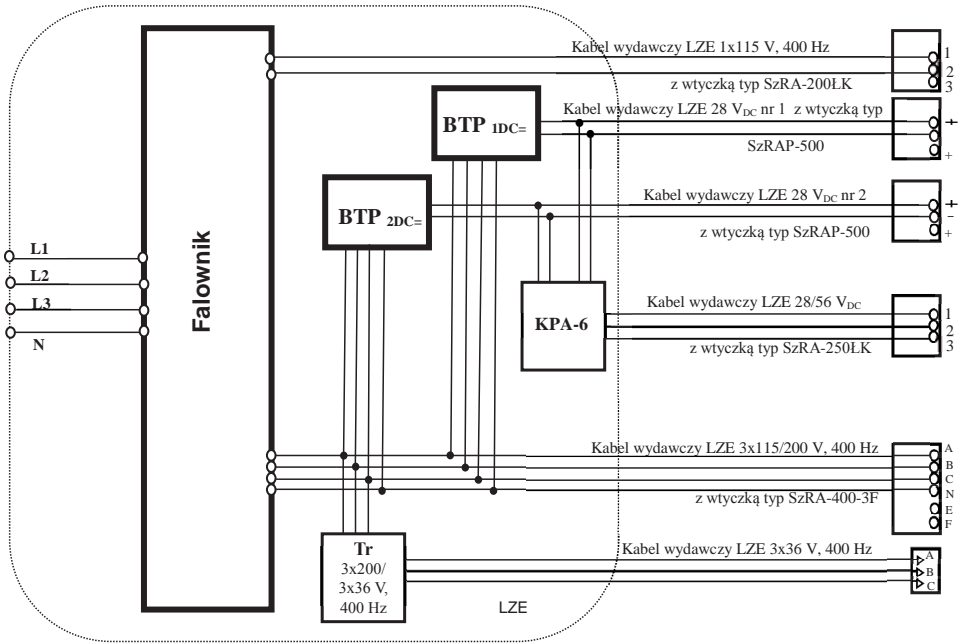 Kabel wydawczy LZE 1x115 V, 400 Hz
1
2
3
z wtyczką typ SzRA-200ŁK
Kabel wydawczy LZE 28 VDC nr 1 z wtyczką typ
+
SzRAP-500
+
BTP 1DC=
Kabel wydawczy LZE 28 VDC nr 2
+
-
z wtyczką typ SzRAP-500
+
BTP 2DC=
L1
L2
L3
N
Falownik
Kabel wydawczy LZE 28/56 VDC
1
2
3
KPA-6
z wtyczką typ SzRA-250ŁK
Kabel wydawczy LZE 3x115/200 V, 400 Hz
A
B
C
N
E
F
z wtyczką typ SzRA-400-3F
Tr
3x200/
3x36 V,
400 Hz
Kabel wydawczy LZE 3x36 V, 400 Hz
A
B
C
LZE